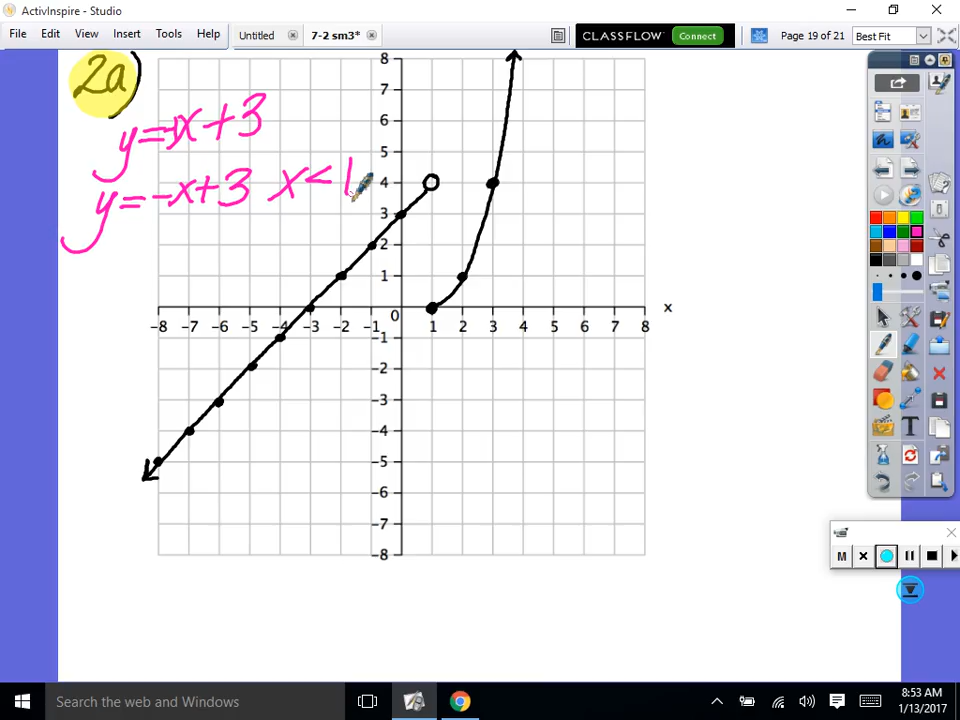 ActivInspire - Studio
File Edit View Insert Tools Help Untitled 7-2 sm3* CLASSFLOW Connect Page 19 of 21 Best Fit
2a)
y=-x+3
y=-x+3 x<1
8
7
6
5
4
3
2
1
0
x
-8 -7 -6 -5 -4 -3 -2 -1 1 2 3 4 5 6 7 8
-1
-2
-3
-4
-5
-6
-7
-8
M
Search the web and Windows
8:53 AM
1/13/2017